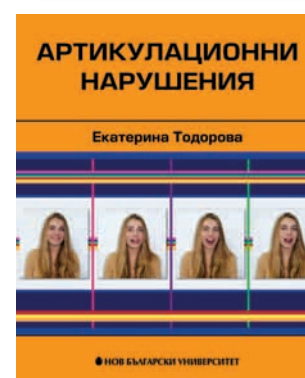 АРТИКУЛАЦИОННИ
НАРУШЕНИЯ
Екатерина Тодорова
НОВ БЪЛГАРСКИ УНИВЕРСИТЕТ